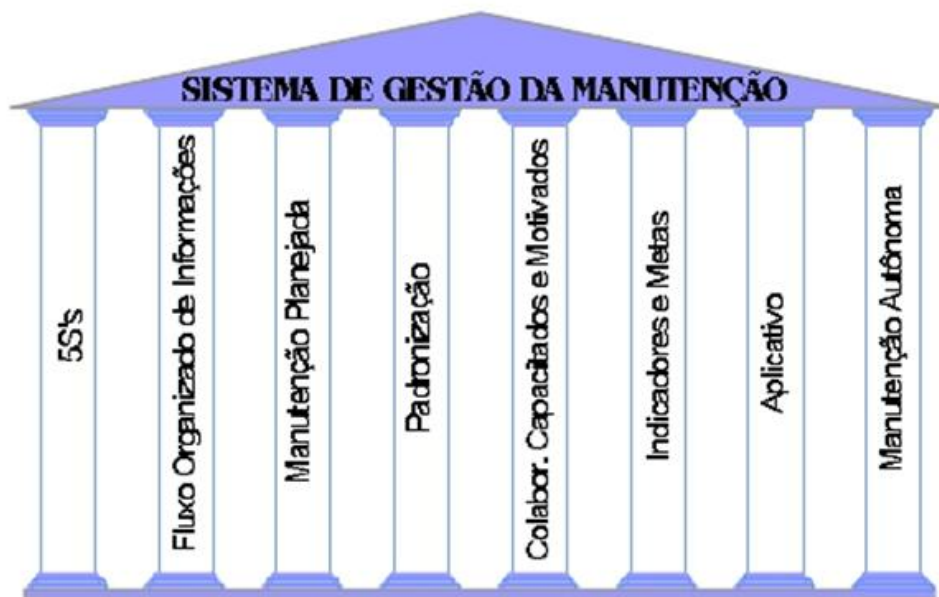 SISTEMA DE GESTÃO DA MANUTENÇÃO
5S's
Fluxo Organizado de Informações
Manutenção Planejada
Padronização
Colabor. Capacitados e Motivados
Indicadores e Metas
Aplicativo
Manutenção Autônoma